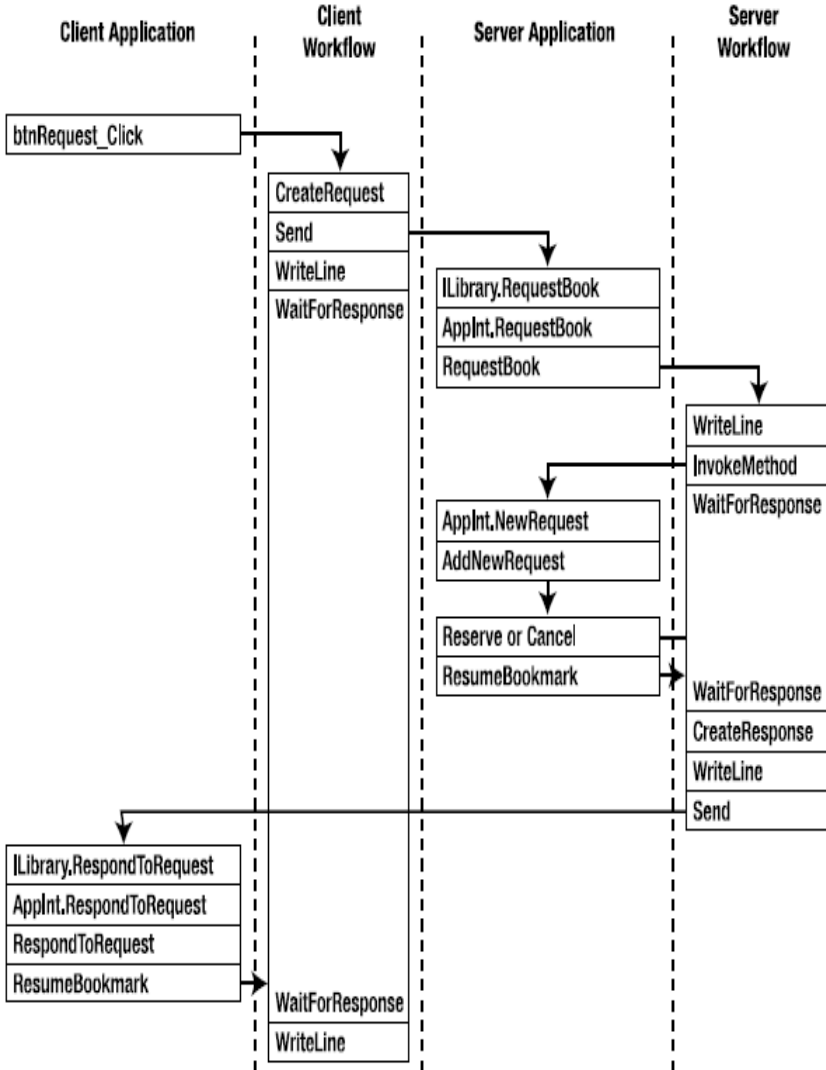 Client Application
Client
Workflow
Server Application
Server
Workflow
btnRequest_Click
CreateRequest
Send
WriteLine
WaitForResponse
ILibrary.RequestBook
AppInt.RequestBook
RequestBook
WriteLine
InvokeMethod
WaitForResponse
AppInt.NewRequest
AddNewRequest
Reserve or Cancel
ResumeBookmark
WaitForResponse
CreateResponse
WriteLine
Send
ILibrary.RespondToRequest
AppInt.RespondToRequest
RespondToRequest
ResumeBookmark
WaitForResponse
WriteLine